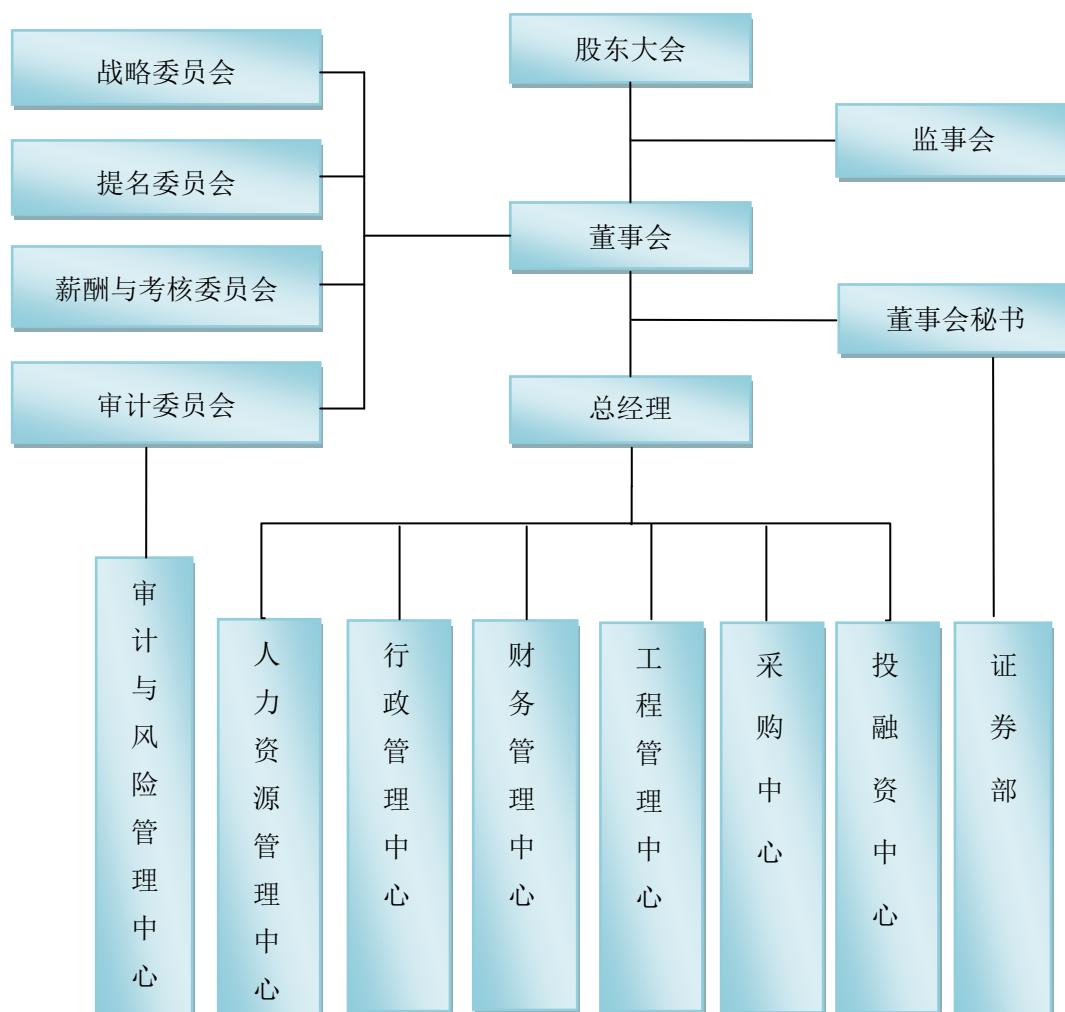 股东大会
战略委员会
监事会
提名委员会
董事会
薪酬与考核委员会
董事会秘书
审计委员会
总经理
审计与风险管理中心
人力资源管理中心
行政管理中心
财务管理中心
工程管理中心
采购中心
投融资中心
证券部